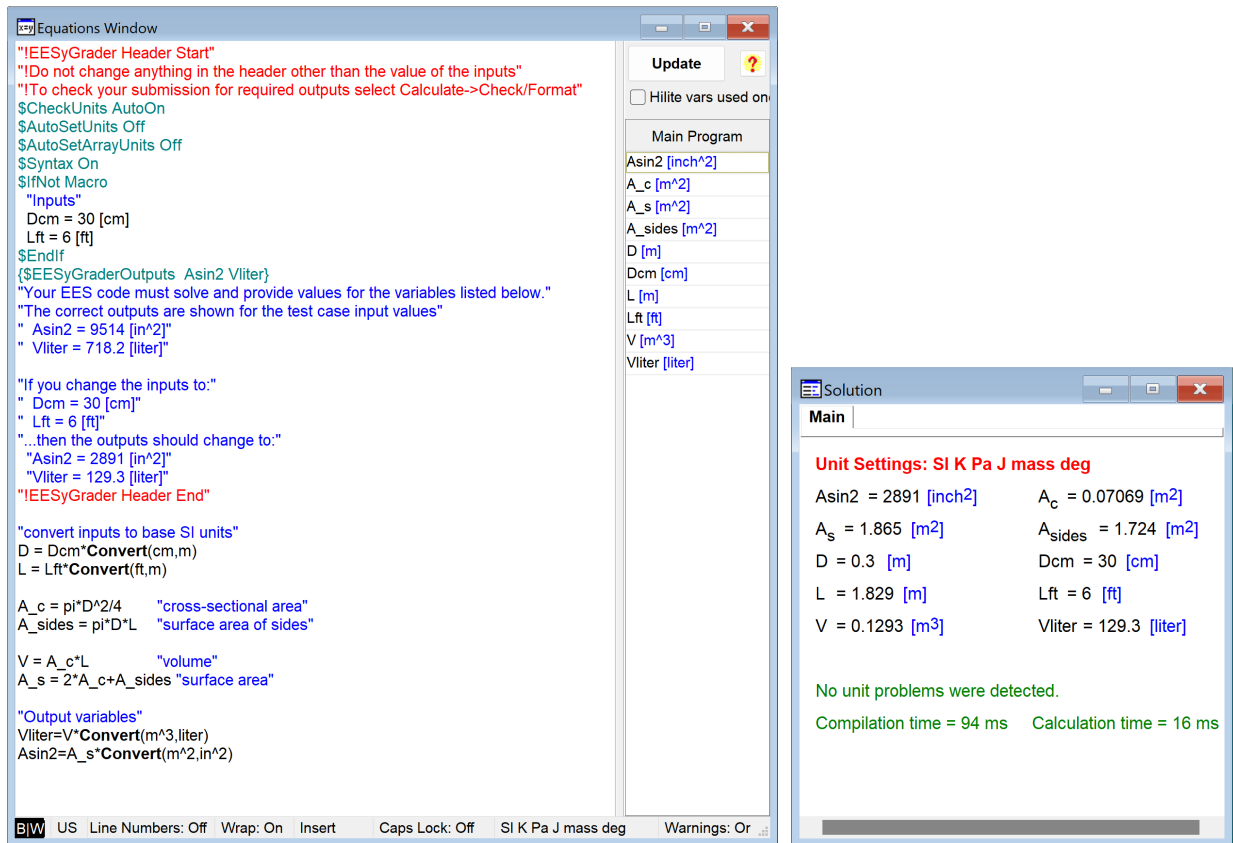 Equations Window
"!EESyGrader Header Start"
"!Do not change anything in the header other than the value of the inputs"
"!To check your submission for required outputs select Calculate->Check/Format"
$CheckUnits AutoOn
$AutoSetUnits Off
$AutoSetArrayUnits Off
$Syntax On
$IfNot Macro
"Inputs"
Dcm = 30 [cm]
Lft = 6 [ft]
$EndIf
{$EESyGraderOutputs Asin2 Vliter}
"Your EES code must solve and provide values for the variables listed below."
"The correct outputs are shown for the test case input values"
" Asin2 = 9514 [in^2]"
" Vliter = 718.2 [liter]"
"If you change the inputs to:"
" Dcm = 30 [cm]"
" Lft = 6 [ft]"
"...then the outputs should change to:"
"Asin2 = 2891 [in^2]"
"Vliter = 129.3 [liter]"
"!EESyGrader Header End"
"convert inputs to base SI units"
D = Dcm*Convert(cm,m)
L = Lft*Convert(ft,m)
A_c = pi*D^2/4 "cross-sectional area"
A_sides = pi*D*L "surface area of sides"
V = A_c*L "volume"
A_s = 2*A_c+A_sides "surface area"
"Output variables"
Vliter=V*Convert(m^3,liter)
Asin2=A_s*Convert(m^2,in^2)
Update ?
Hilite vars used on
Main Program
Asin2 [inch^2]
A_c [m^2]
A_s [m^2]
A_sides [m^2]
D [m]
Dcm [cm]
L [m]
Lft [ft]
V [m^3]
Vliter [liter]
B|W US Line Numbers: Off Wrap: On Insert Caps Lock: Off SI K Pa J mass deg Warnings: Or
Solution
Main
Unit Settings: SI K Pa J mass deg
Asin2 = 2891 [inch2] Ac = 0.07069 [m2]
As = 1.865 [m2] Asides = 1.724 [m2]
D = 0.3 [m] Dcm = 30 [cm]
L = 1.829 [m] Lft = 6 [ft]
V = 0.1293 [m3] Vliter = 129.3 [liter]
No unit problems were detected.
Compilation time = 94 ms Calculation time = 16 ms